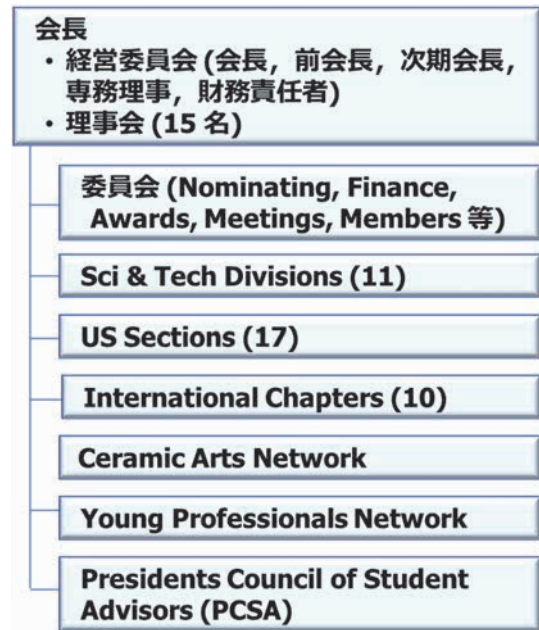 会長
・経営委員会 (会長，前会長，次期会長，
専務理事，財務責任者)
・理事会 (15 名)
委員会 (Nominating, Finance,
Awards, Meetings, Members 等)
Sci & Tech Divisions (11)
US Sections (17)
International Chapters (10)
Ceramic Arts Network
Young Professionals Network
Presidents Council of Student
Advisors (PCSA)